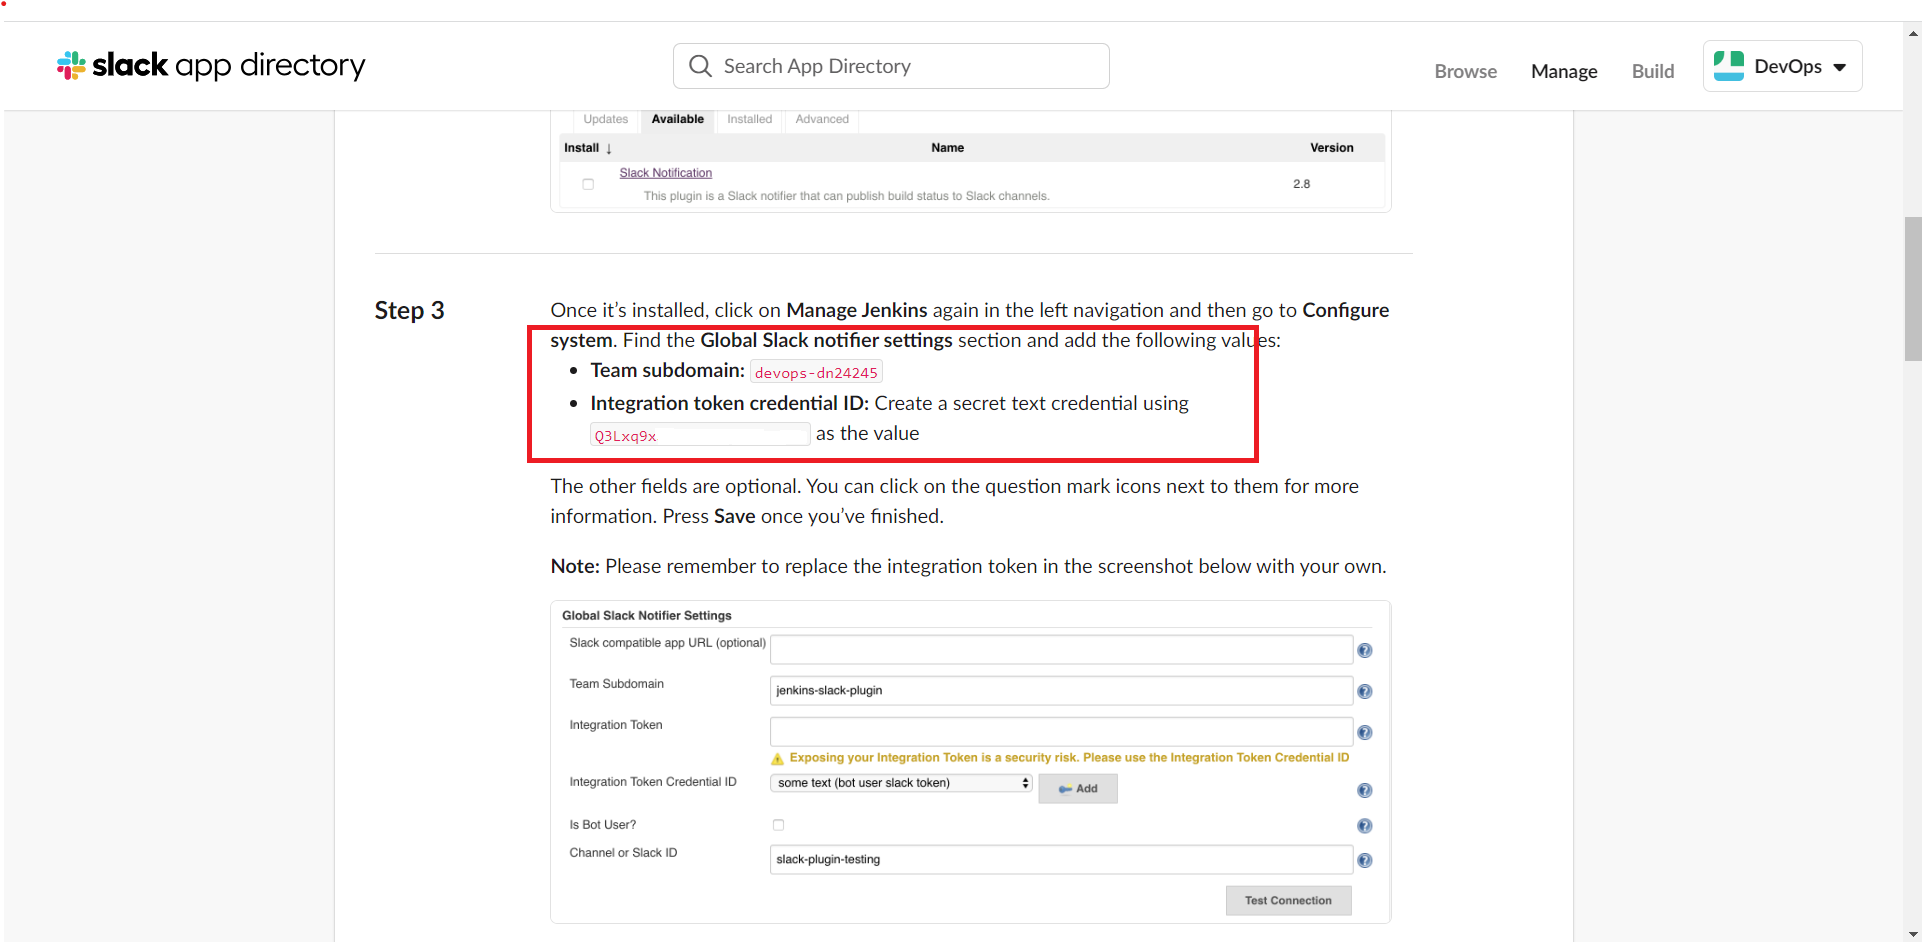 slack app directory
Search App Directory
Browse
Manage
Build
DevOps
Updates
Available
Installed
Advanced
Install ↓
Name
Version
Slack Notification
This plugin is a Slack notifier that can publish build status to Slack channels.
2.8
Step 3
Once it’s installed, click on Manage Jenkins again in the left navigation and then go to Configure
system. Find the Global Slack notifier settings section and add the following values:
• Team subdomain: devops-dn24245
• Integration token credential ID: Create a secret text credential using
Q3Lxq9x as the value
The other fields are optional. You can click on the question mark icons next to them for more
information. Press Save once you’ve finished.
Note: Please remember to replace the integration token in the screenshot below with your own.
Global Slack Notifier Settings
Slack compatible app URL (optional)
Team Subdomain
jenkins-slack-plugin
Integration Token
Exposing your Integration Token is a security risk. Please use the Integration Token Credential ID
Integration Token Credential ID
some text (bot user slack token)
Add
Is Bot User?
Channel or Slack ID
slack-plugin-testing
Test Connection